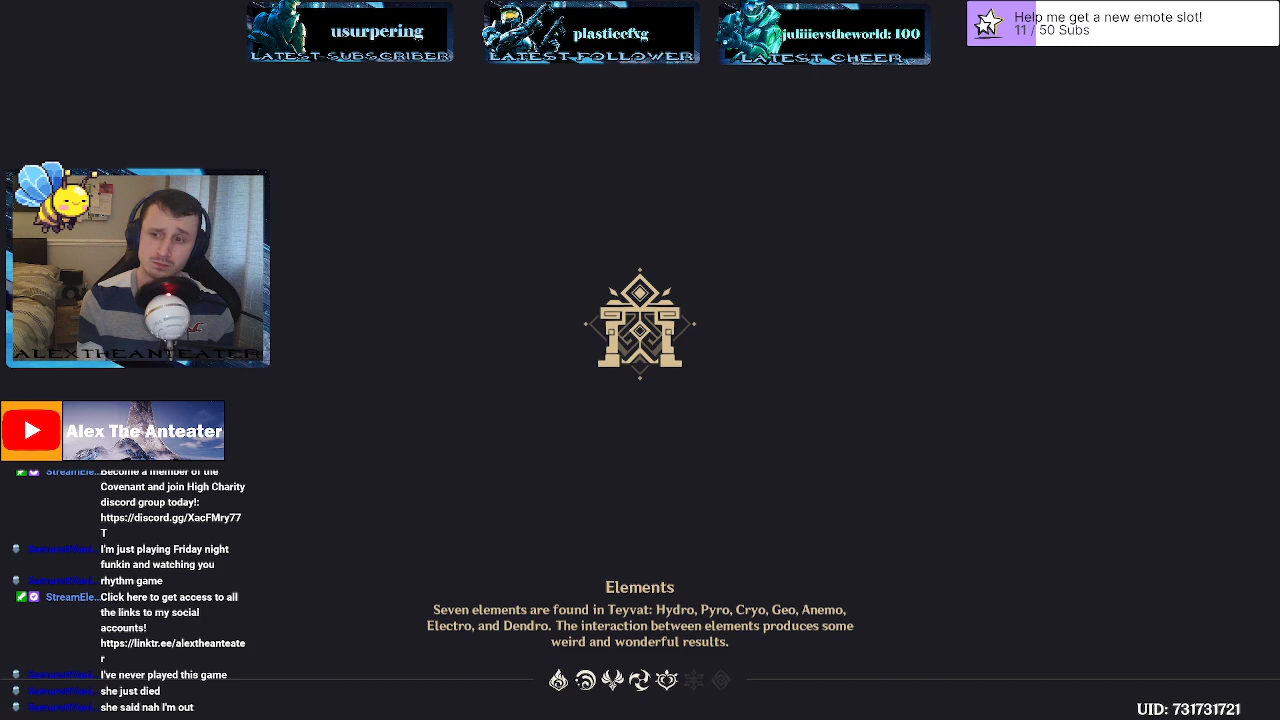 usurpering
LATEST SUBSCRIBER
plasticefxg
LATEST FOLLOWER
juliiievstheworld: 100
LATEST CHEER
Help me get a new emote slot!
11 / 50 Subs
ALEXTHEANTEATER
Alex The Anteater
StreamEle... Become a member of the
Covenant and join High Charity
discord group today!:
https://discord.gg/XacFMry77
T
I'm just playing Friday night
funkin and watching you
rhythm game
StreamEle... Click here to get access to all
the links to my social
accounts!
https://linktr.ee/alextheanteate
r
I've never played this game
she just died
she said nah I'm out
Elements
Seven elements are found in Teyvat: Hydro, Pyro, Cryo, Geo, Anemo,
Electro, and Dendro. The interaction between elements produces some
weird and wonderful results.
UID: 731731721